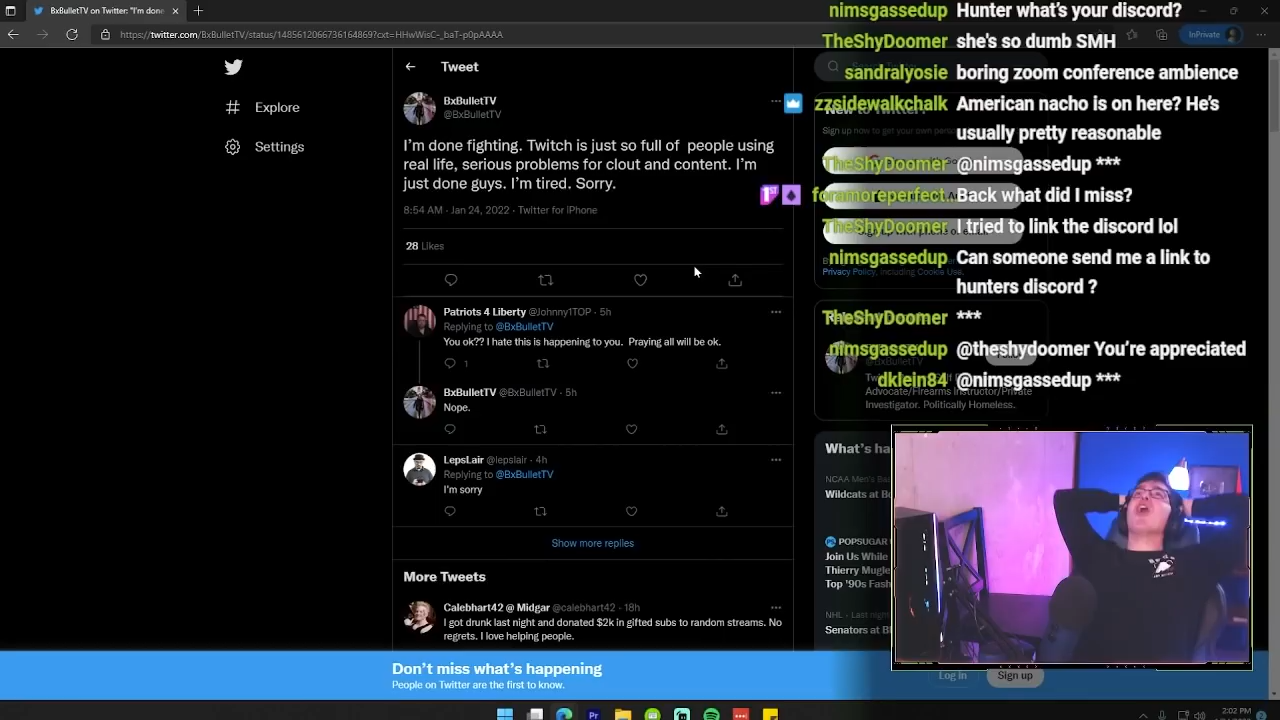 BxBulletTV on Twitter: "I'm done
https://twitter.com/BxBulletTV/status/1485612066736164869?cxt=HHwWisC-_baT-p0pAAAA
InPrivate
Explore
Settings
Tweet
BxBulletTV
@BxBulletTV
I'm done fighting. Twitch is just so full of people using
real life, serious problems for clout and content. I'm
just done guys. I'm tired. Sorry.
8:54 AM · Jan 24, 2022 · Twitter for iPhone
28 Likes
Patriots 4 Liberty @Johnny1TOP · 5h
Replying to @BxBulletTV
You ok?? I hate this is happening to you. Praying all will be ok.
1
BxBulletTV @BxBulletTV · 5h
Nope.
LepsLair @lepslair · 4h
Replying to @BxBulletTV
I'm sorry
Show more replies
More Tweets
Calebhart42 @ Midgar @calebhart42 · 18h
I got drunk last night and donated $2k in gifted subs to random streams. No
regrets. I love helping people.
Don't miss what's happening
People on Twitter are the first to know.
Log in
Sign up
nimsgassedup Hunter what's your discord?
TheShyDoomer she's so dumb SMH
sandralyosie boring zoom conference ambience
zzsidewalkchalk American nacho is on here? He's
usually pretty reasonable
TheShyDoomer @nimsgassedup ***
foramoreperfect... Back what did I miss?
TheShyDoomer I tried to link the discord lol
nimsgassedup Can someone send me a link to
hunters discord ?
TheShyDoomer ***
nimsgassedup @theshydoomer You're appreciated
dklein84 @nimsgassedup ***
Sign up now to get your own
Privacy Policy, including Cookie Use.
Advocate/Firearms Instructor/Private
Investigator. Politically Homeless.
What's ha
NCAA Men's Bas
Wildcats at B
POPSUGAR
Join Us While
Thierry Mugle
Top '90s Fash
NHL · Last night
Senators at B
2:02 PM